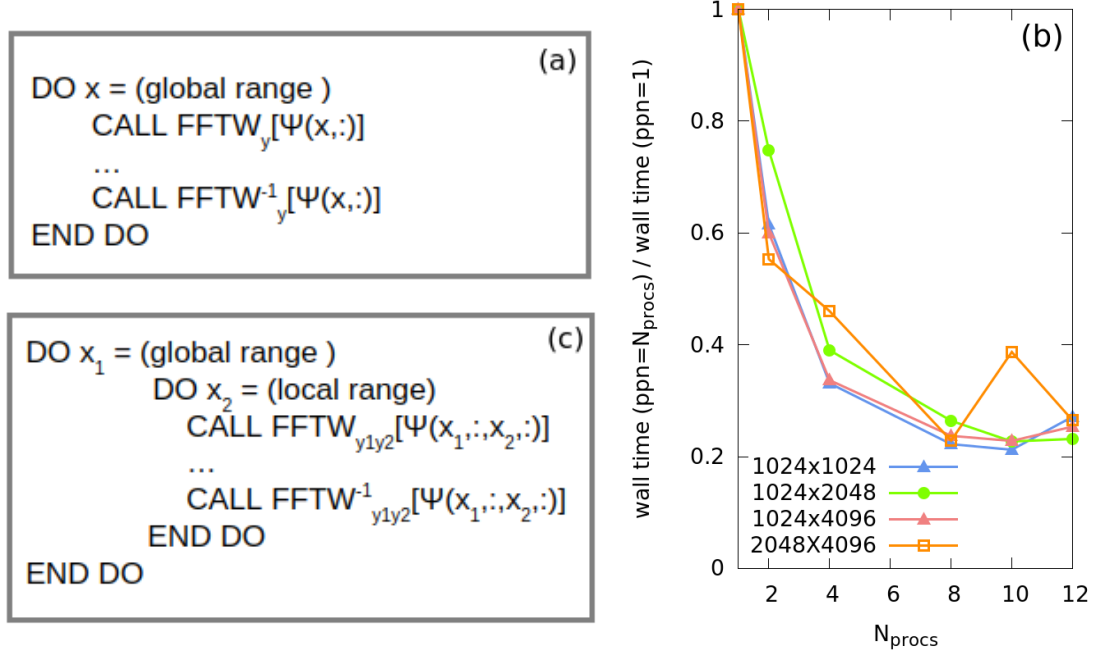 (a)
DO x = (global range )
CALL FFTWy[Ψ(x,:)]
...
CALL FFTW-1y[Ψ(x,:)]
END DO
(c)
DO x1 = (global range )
DO x2 = (local range)
CALL FFTWy1y2[Ψ(x1,:,x2,:)]
...
CALL FFTW-1y1y2[Ψ(x1,:,x2,:)]
END DO
END DO
(b)
wall time (ppn=Nprocs) / wall time (ppn=1)
1
0.8
0.6
0.4
0.2
0
1024x1024
1024x2048
1024x4096
2048X4096
2 4 6 8 10 12
Nprocs